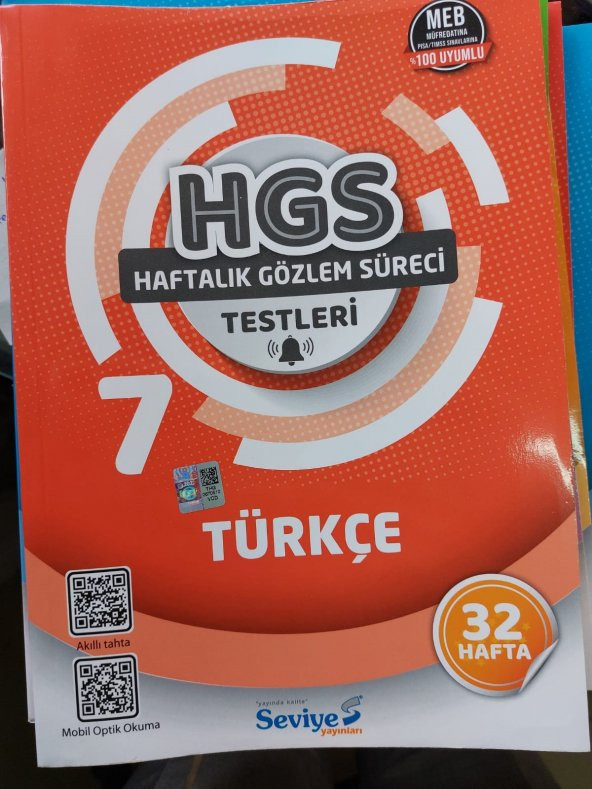 MEB
MÜFREDATINA
PISA/TIMSS SINAVLARINA
%100 UYUMLU
HGS
HAFTALIK GÖZLEM SÜRECİ
TESTLERİ
7
TÜRKÇE
Akıllı tahta
32
HAFTA
Mobil Optik Okuma
"yayında kalite"
Seviye
yayınları